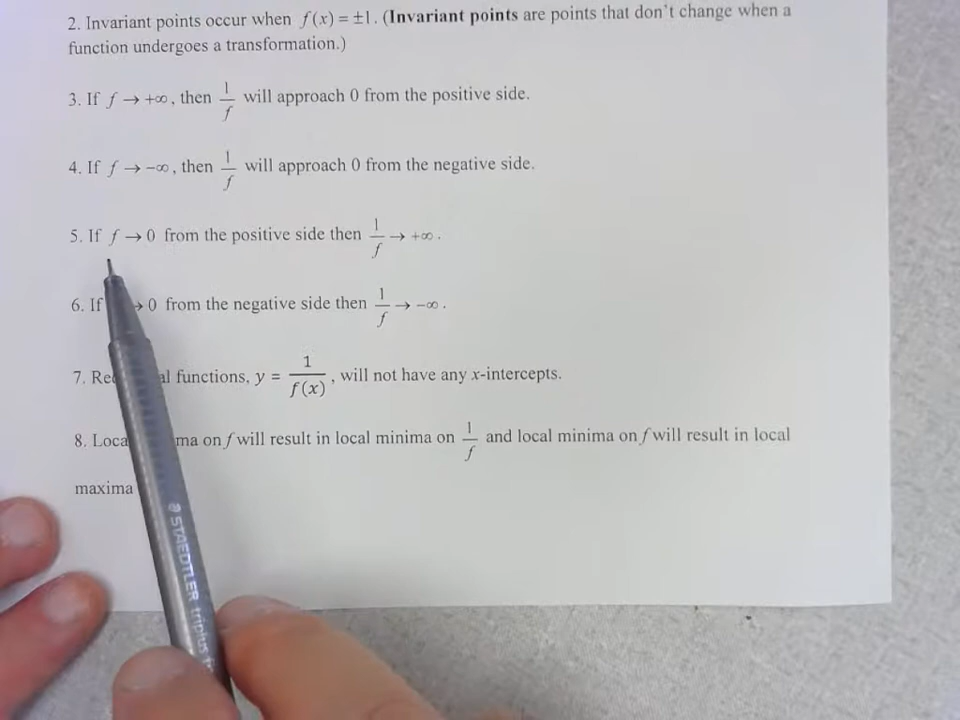 2. Invariant points occur when f(x) = ±1. (Invariant points are points that don't change when a
function undergoes a transformation.)
3. If f → +∞, then 1/f will approach 0 from the positive side.
4. If f → −∞, then 1/f will approach 0 from the negative side.
5. If f → 0 from the positive side then 1/f → +∞.
6. If → 0 from the negative side then 1/f → −∞.
7. functions, y = 1/f(x), will not have any x-intercepts.
8. on f will result in local minima on 1/f and local minima on f will result in local
maxima
STAEDTLER triplus